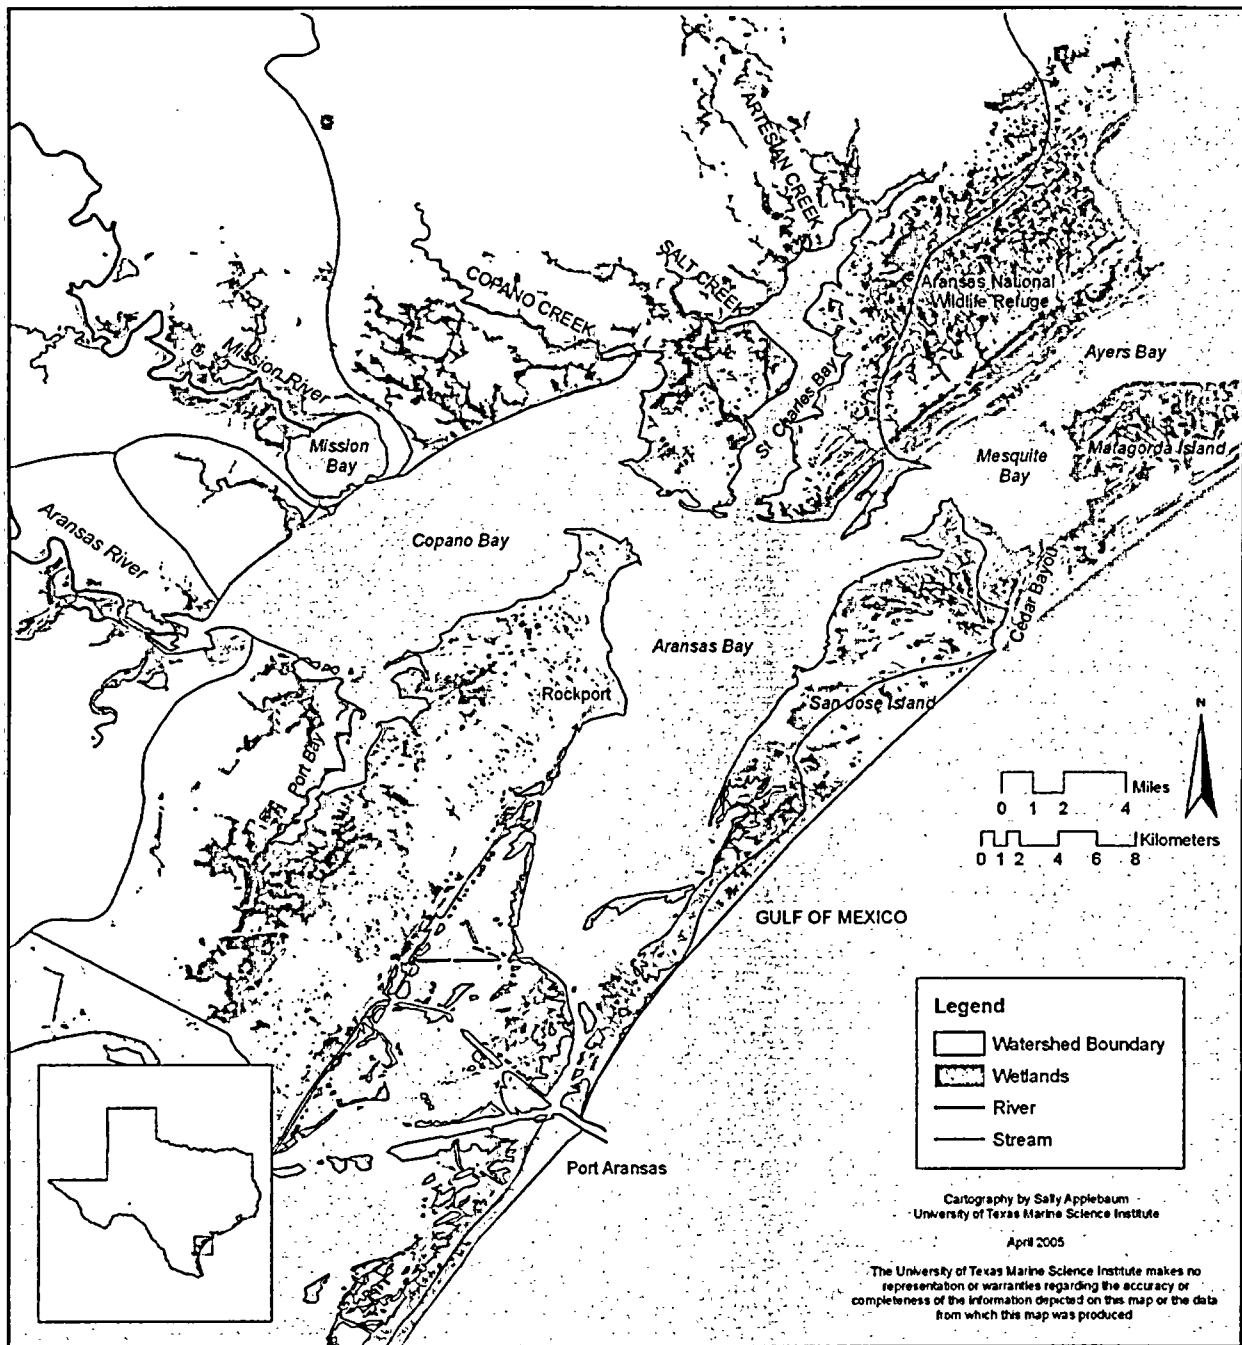 ARTESIAN CREEK
SALT CREEK
COPANO CREEK
Aransas National
Wildlife Refuge
Mission River
Ayers Bay
St. Charles Bay
Mission
Bay
Mesquite
Bay
Matagorda Island
Aransas River
Copano Bay
Cedar Bayou
Aransas Bay
Rockport
San Jose Island
Port Bay
N
Miles
0 1 2 4
Kilometers
0 1 2 4 6 8
GULF OF MEXICO
Legend
Watershed Boundary
Wetlands
River
Stream
Port Aransas
Cartography by Sally Applebaum
University of Texas Marine Science Institute
April 2005
The University of Texas Marine Science Institute makes no
representation or warranties regarding the accuracy or
completeness of the information depicted on this map or the data
from which this map was produced